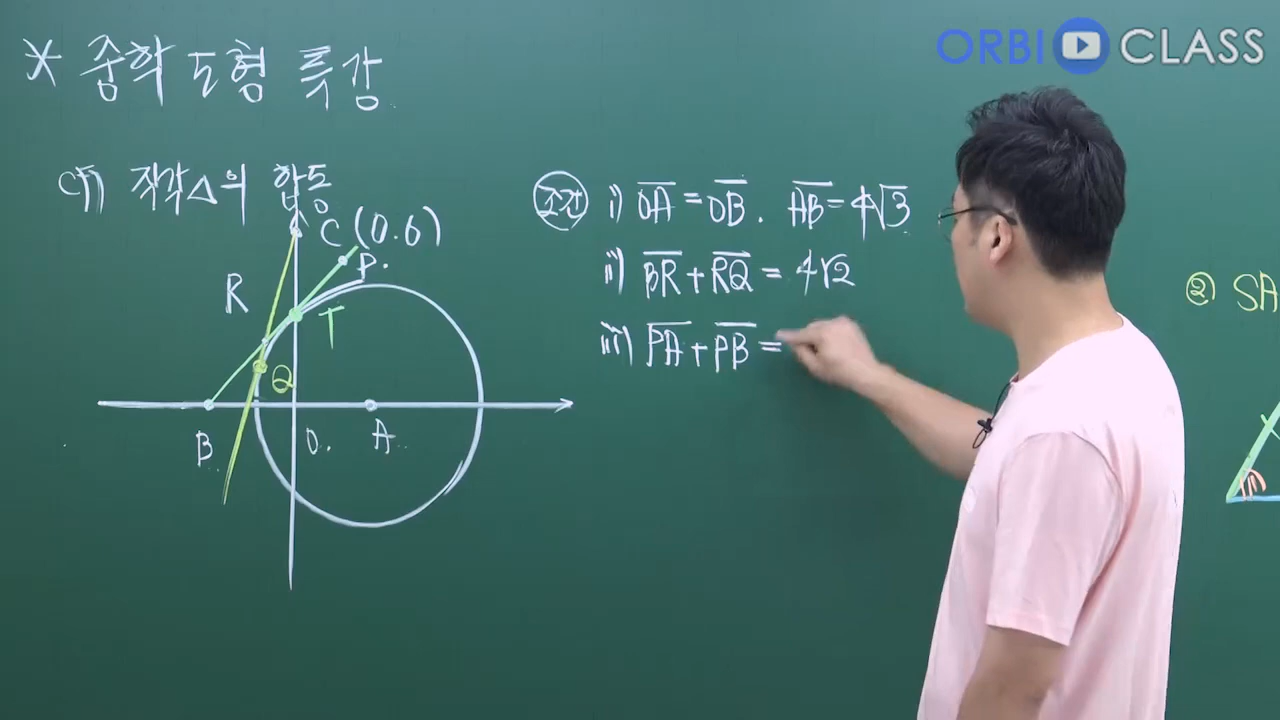 ORBI CLASS
* 중학 도형 특강
직각△의 합동
C(0.6)
P.
R
T
Q
B
O.
A
조건 i) OA = OB. AB = 4√3
ii) BR + RQ = 4√2
iii) PA + PB =
② SA